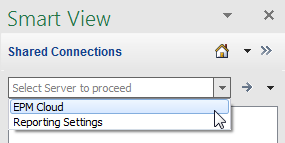 Smart View
Shared Connections
Select Server to proceed
EPM Cloud
Reporting Settings